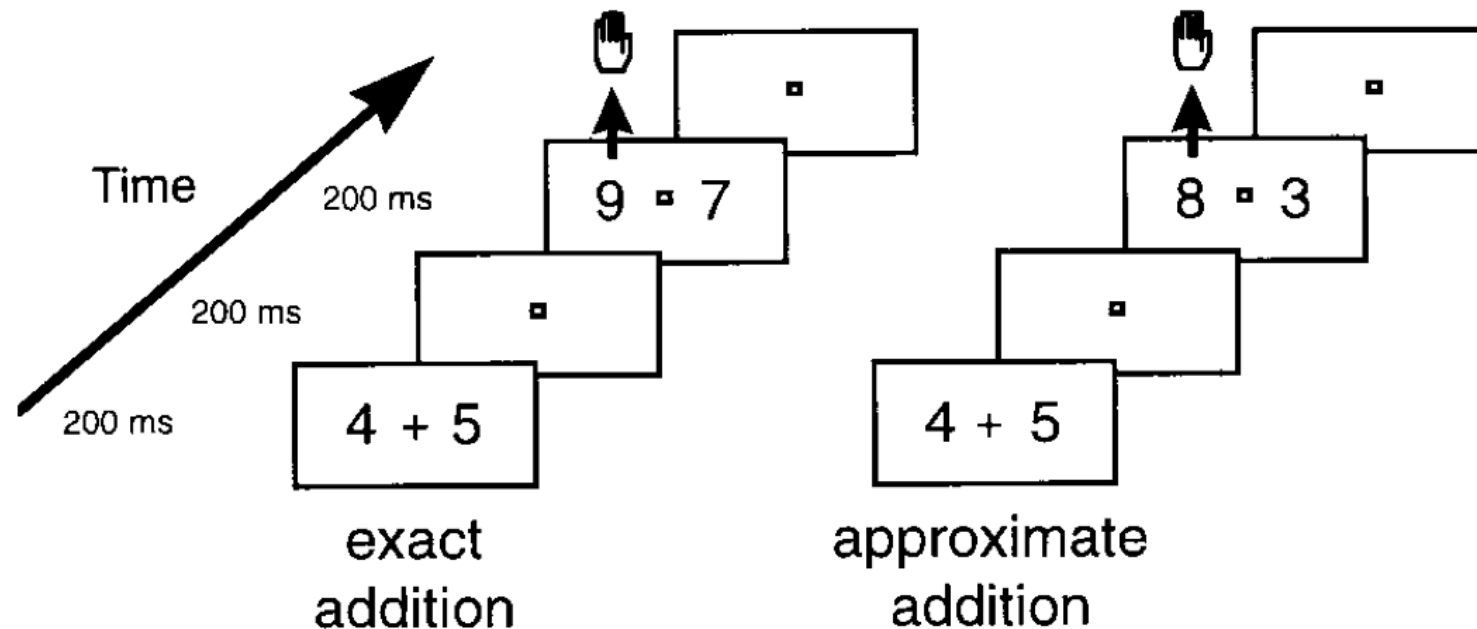 Time
200 ms
200 ms
200 ms
9 7
4 + 5
exact
addition
8 3
4 + 5
approximate
addition